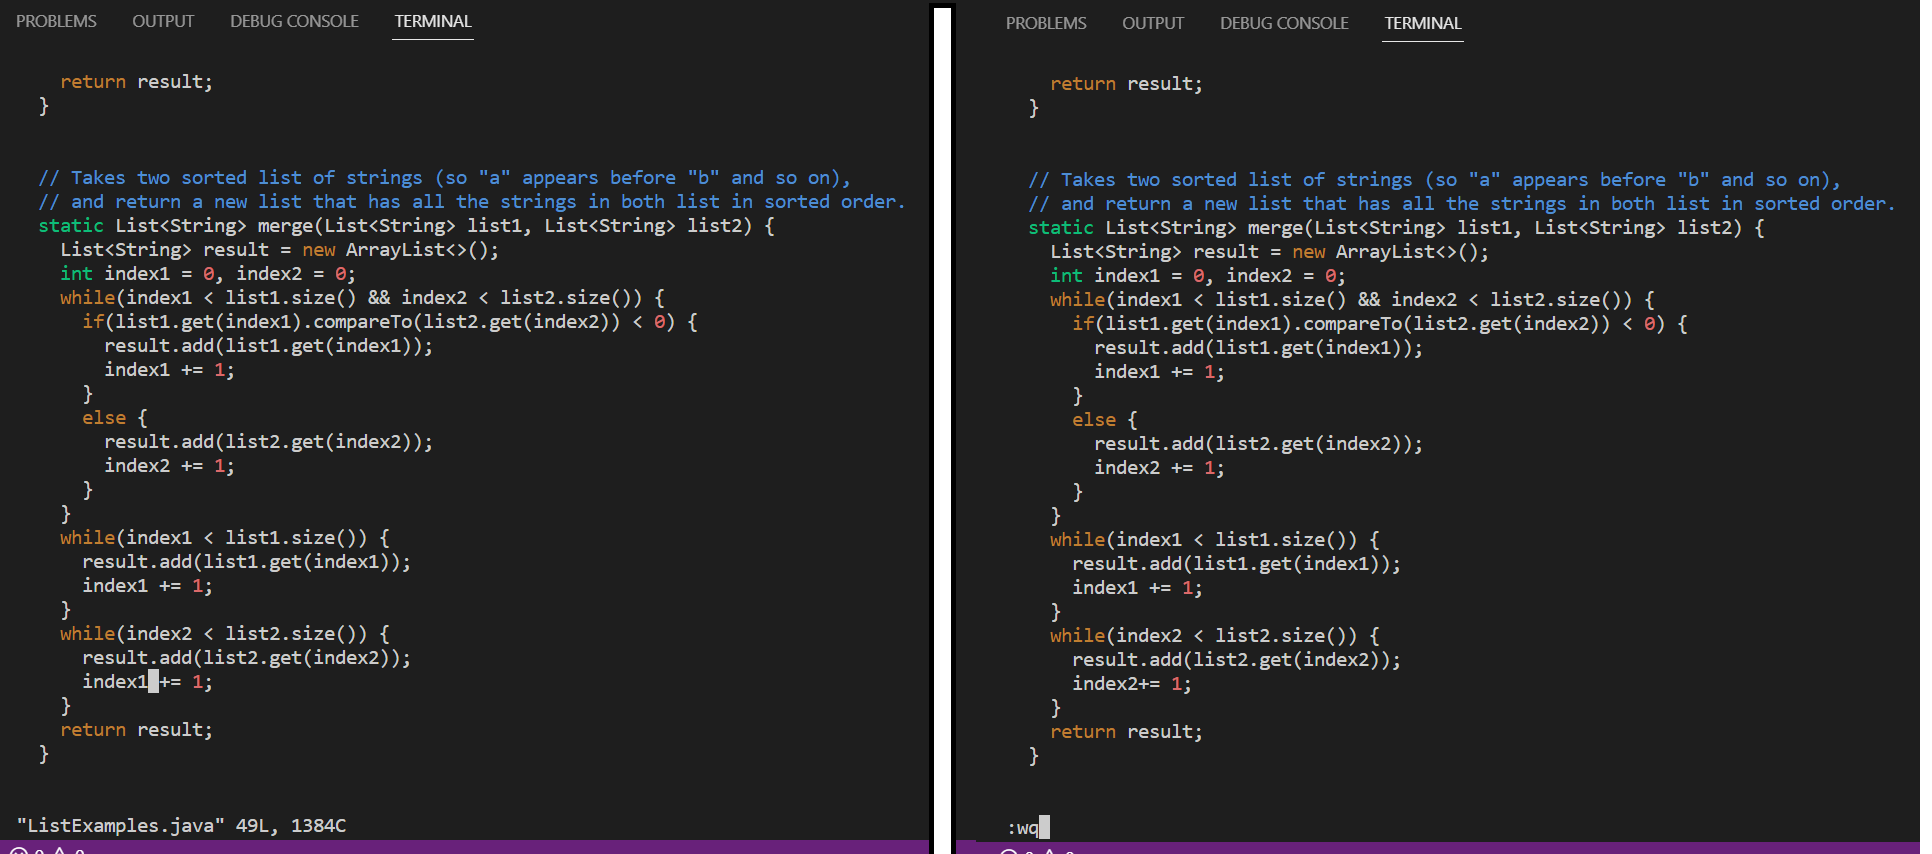 PROBLEMS OUTPUT DEBUG CONSOLE TERMINAL
return result;
}
// Takes two sorted list of strings (so "a" appears before "b" and so on),
// and return a new list that has all the strings in both list in sorted order.
static List<String> merge(List<String> list1, List<String> list2) {
List<String> result = new ArrayList<>();
int index1 = 0, index2 = 0;
while(index1 < list1.size() && index2 < list2.size()) {
if(list1.get(index1).compareTo(list2.get(index2)) < 0) {
result.add(list1.get(index1));
index1 += 1;
}
else {
result.add(list2.get(index2));
index2 += 1;
}
}
while(index1 < list1.size()) {
result.add(list1.get(index1));
index1 += 1;
}
while(index2 < list2.size()) {
result.add(list2.get(index2));
index1 += 1;
}
return result;
}
"ListExamples.java" 49L, 1384C
PROBLEMS OUTPUT DEBUG CONSOLE TERMINAL
return result;
}
// Takes two sorted list of strings (so "a" appears before "b" and so on),
// and return a new list that has all the strings in both list in sorted order.
static List<String> merge(List<String> list1, List<String> list2) {
List<String> result = new ArrayList<>();
int index1 = 0, index2 = 0;
while(index1 < list1.size() && index2 < list2.size()) {
if(list1.get(index1).compareTo(list2.get(index2)) < 0) {
result.add(list1.get(index1));
index1 += 1;
}
else {
result.add(list2.get(index2));
index2 += 1;
}
}
while(index1 < list1.size()) {
result.add(list1.get(index1));
index1 += 1;
}
while(index2 < list2.size()) {
result.add(list2.get(index2));
index2+= 1;
}
return result;
}
:wq